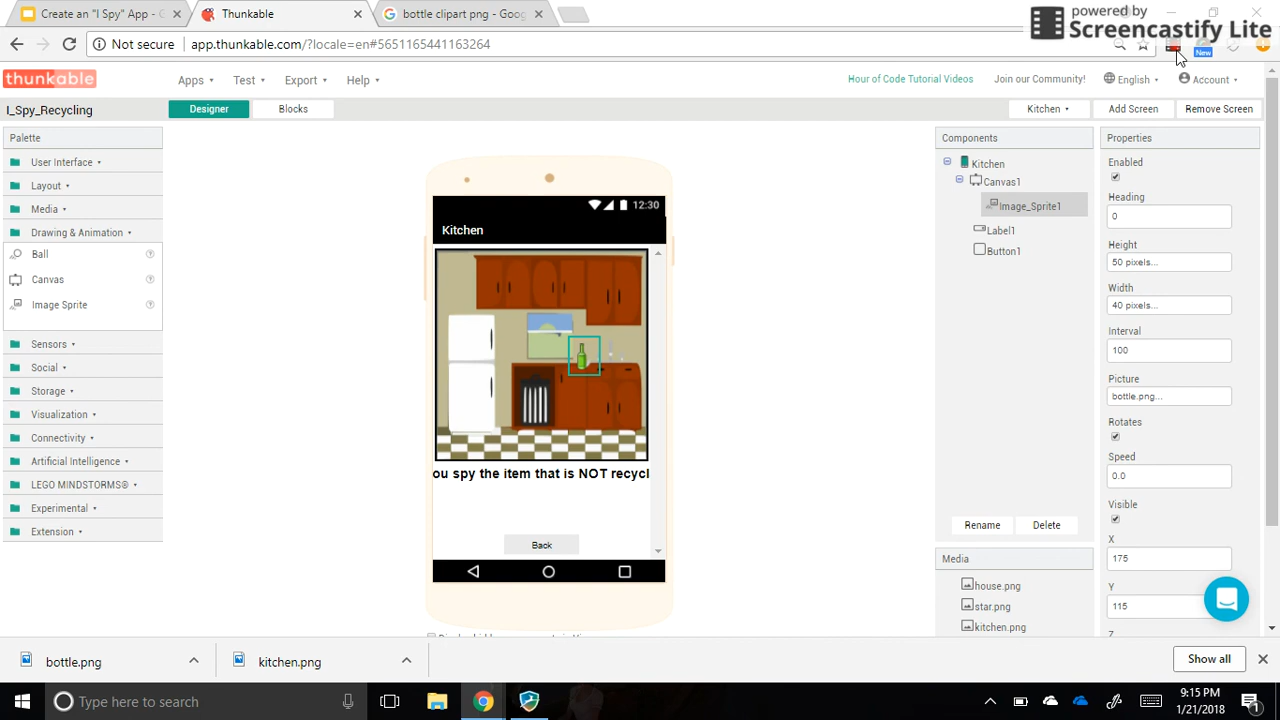 Create an "I Spy" App - G
Thunkable
bottle clipart png - Goog
powered by
Screencastify Lite
Not secure
app.thunkable.com/?locale=en#5651165441163264
New
thunkable
Apps
Test
Export
Help
Hour of Code Tutorial Videos
Join our Community!
English
Account
I_Spy_Recycling
Designer
Blocks
Kitchen
Add Screen
Remove Screen
Palette
Components
Properties
User Interface
Layout
Media
Drawing & Animation
Ball
Canvas
Image Sprite
Sensors
Social
Storage
Visualization
Connectivity
Artificial Intelligence
LEGO MINDSTORMS®
Experimental
Extension
12:30
Kitchen
ou spy the item that is NOT recycl
Back
Kitchen
Canvas1
Image_Sprite1
Label1
Button1
Rename
Delete
Media
house.png
star.png
kitchen.png
Enabled
Heading
0
Height
50 pixels...
Width
40 pixels...
Interval
100
Picture
bottle.png...
Rotates
Speed
0.0
Visible
X
175
Y
115
Z
bottle.png
kitchen.png
Show all
Type here to search
9:15 PM
1/21/2018
1